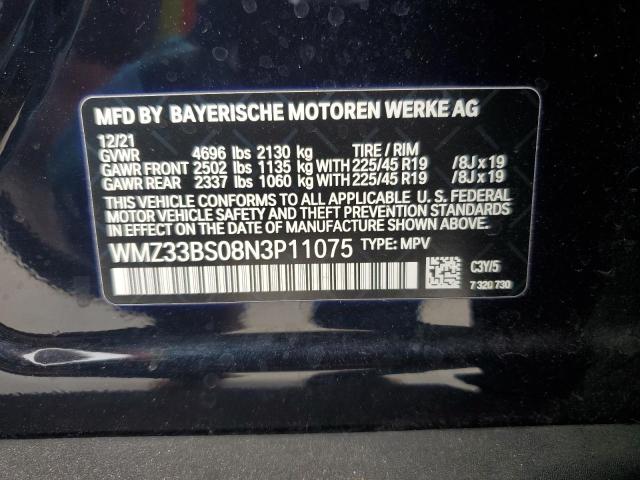 MFD BY BAYERISCHE MOTOREN WERKE AG
12/21
GVWR 4696 lbs 2130 kg TIRE / RIM
GAWR FRONT 2502 lbs 1135 kg WITH 225/45 R19 /8J x 19
GAWR REAR 2337 lbs 1060 kg WITH 225/45 R19 /8J x 19
THIS VEHICLE CONFORMS TO ALL APPLICABLE U. S. FEDERAL
MOTOR VEHICLE SAFETY AND THEFT PREVENTION
STANDARDS IN EFFECT ON THE DATE OF
MANUFACTURE SHOWN ABOVE.
WMZ33BS08N3P11075 TYPE: MPV
C3Y/5
7 320 730